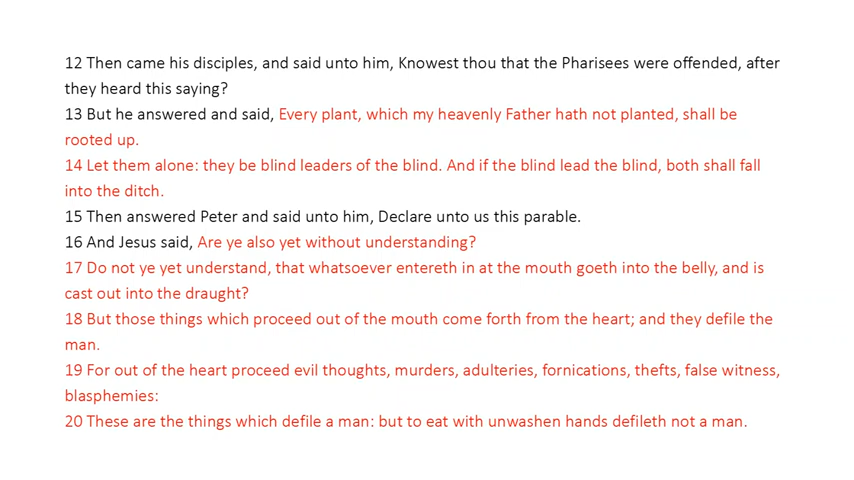 12 Then came his disciples, and said unto him, Knowest thou that the Pharisees were offended, after
they heard this saying?
13 But he answered and said, Every plant, which my heavenly Father hath not planted, shall be
rooted up.
14 Let them alone: they be blind leaders of the blind. And if the blind lead the blind, both shall fall
into the ditch.
15 Then answered Peter and said unto him, Declare unto us this parable.
16 And Jesus said, Are ye also yet without understanding?
17 Do not ye yet understand, that whatsoever entereth in at the mouth goeth into the belly, and is
cast out into the draught?
18 But those things which proceed out of the mouth come forth from the heart; and they defile the
man.
19 For out of the heart proceed evil thoughts, murders, adulteries, fornications, thefts, false witness,
blasphemies:
20 These are the things which defile a man: but to eat with unwashen hands defileth not a man.